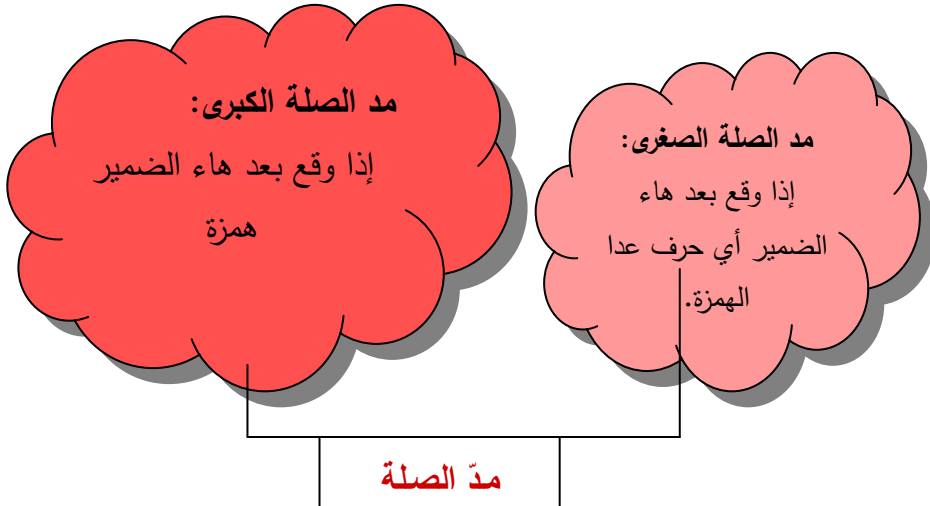 مد الصلة الصغرى:
إذا وقع بعد هاء
الضمير أي حرف عدا
الهمزة.
مد الصلة الكبرى:
إذا وقع بعد هاء الضمير
همزة
مدّ الصلة